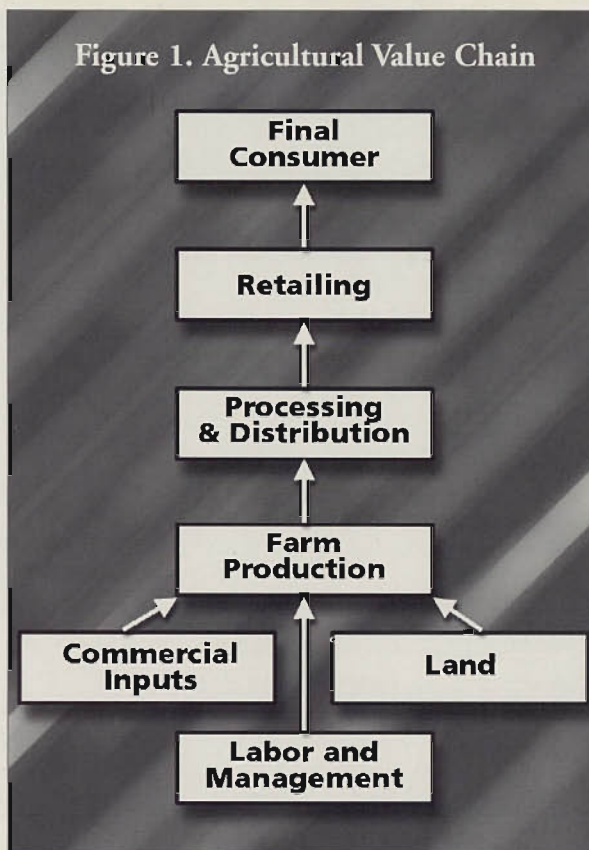 Figure 1. Agricultural Value Chain
Final
Consumer
Retailing
Processing
& Distribution
Farm
Production
Commercial
Inputs
Land
Labor and
Management